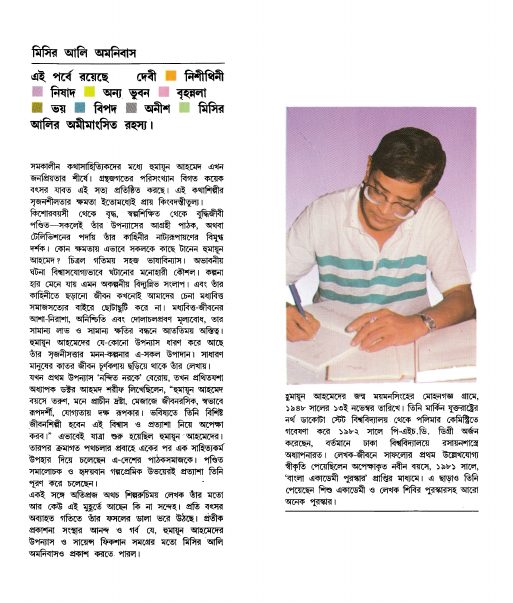 মিসির আলি অমনিবাস
এই পর্বে রয়েছে দেবী নিশীথিনী
নিষাদ অন্য ভুবন বৃহন্নলা
ভয় বিপদ অনীশ মিসির
আলির অমীমাংসিত রহস্য।
সমকালীন কথাসাহিত্যিকদের মধ্যে হুমায়ূন আহমেদ এখন
জনপ্রিয়তার শীর্ষে। গ্রন্থজগতের পরিসংখ্যান বিগত কয়েক
বৎসর যাবত এই সত্য প্রতিষ্ঠিত করছে। এই কথাশিল্পীর
সৃজনশীলতার ক্ষমতা ইতোমধ্যেই প্রায় কিংবদন্তীতুল্য।
কিশোরবয়সী থেকে বৃদ্ধ, স্বল্পশিক্ষিত থেকে বুদ্ধিজীবী
পণ্ডিত—সকলেই তাঁর উপন্যাসের আগ্রহী পাঠক, অথবা
টেলিভিশনের পর্দায় তাঁর কাহিনীর নাট্যরূপায়ণের বিমুগ্ধ
দর্শক। কোন ক্ষমতায় এভাবে সকলকে কাছে টানেন হুমায়ূন
আহমেদ? চিত্রল গতিময় সহজ ভাষাবিন্যাস। অভাবনীয়
ঘটনা বিশ্বাসযোগ্যভাবে ঘটানোর মনোহারী কৌশল। কল্পনা
হার মেনে যায় এমন অকল্পনীয় বিদ্যুন্নিভ সংলাপ। এবং তাঁর
কাহিনীতে ছড়ানো জীবন কখনোই আমাদের চেনা মধ্যবিত্ত
সমাজসত্যের বাইরে ছোটাছুটি করে না। মধ্যবিত্ত-জীবনের
আশা-নিরাশা, অনিশ্চিতি এবং দোলাচলপ্রবণ মূল্যবোধ, তার
সামান্য লাভ ও সামান্য ক্ষতির বন্ধনে আততিময় অস্তিত্ব।
হুমায়ূন আহমেদের যে-কোনো উপন্যাস ধারণ করে আছে
তাঁর সৃজনীসত্তার মনন-কল্পনার এ-সকল উপাদান। সাধারণ
মানুষের কাতর জীবন চূর্ণকলায় ছড়িয়ে থাকে তাঁর লেখায়।
যখন প্রথম উপন্যাস 'নন্দিত নরকে' বেরোয়, তখন প্রথিতযশা
অধ্যাপক ডক্টর আহমদ শরীফ লিখেছিলেন, "হুমায়ূন আহমেদ
বয়সে তরুণ, মনে প্রাচীন দ্রষ্টা, মেজাজে জীবনরসিক, স্বভাবে
রূপদর্শী, যোগ্যতায় দক্ষ রূপকার। ভবিষ্যতে তিনি বিশিষ্ট
জীবনশিল্পী হবেন এই বিশ্বাস ও প্রত্যাশা নিয়ে অপেক্ষা
করব।" এভাবেই যাত্রা শুরু হয়েছিল হুমায়ূন আহমেদের।
তারপর ক্রমাগত পথচলার প্রবাহে একের পর এক সাহিত্যকর্ম
উপহার দিয়ে চলেছেন এ-দেশের পাঠকসমাজকে। পণ্ডিত
সমালোচক ও হৃদয়বান গল্পপ্রেমিক উভয়েরই প্রত্যাশা তিনি
পূরণ করে চলেছেন।
একই সঙ্গে অতিপ্রজ অথচ শিল্পরুচিময় লেখক তাঁর মতো
আর কেউ এই মুহূর্তে আছেন কি না সন্দেহ। প্রতি বৎসর
অব্যাহত গতিতে তাঁর ফসলের ডালা ভরে উঠছে। প্রতীক
প্রকাশনা সংস্থার আনন্দ ও গর্ব যে, হুমায়ূন আহমেদের
উপন্যাস ও সায়েন্স ফিকশান সমগ্রের মতো মিসির আলি
অমনিবাসও প্রকাশ করতে পারল।
হুমায়ূন আহমেদের জন্ম ময়মনসিংহের মোহনগঞ্জ গ্রামে,
১৯৪৮ সালের ১৩ই নভেম্বর তারিখে। তিনি মার্কিন যুক্তরাষ্ট্রের
নর্থ ডাকোটা স্টেট বিশ্ববিদ্যালয় থেকে পলিমার কেমিস্ট্রিতে
গবেষণা করে ১৯৮২ সালে পি-এইচ.ডি. ডিগ্রী অর্জন
করেছেন, বর্তমানে ঢাকা বিশ্ববিদ্যালয়ে রসায়নশাস্ত্রে
অধ্যাপনারত। লেখক-জীবনে সাফল্যের প্রথম উল্লেখযোগ্য
স্বীকৃতি পেয়েছিলেন অপেক্ষাকৃত নবীন বয়সে, ১৯৮১ সালে,
'বাংলা একাডেমী পুরস্কার' প্রাপ্তির মাধ্যমে। এ ছাড়াও তিনি
পেয়েছেন শিশু একাডেমী ও লেখক শিবির পুরস্কারসহ আরো
অনেক পুরস্কার।